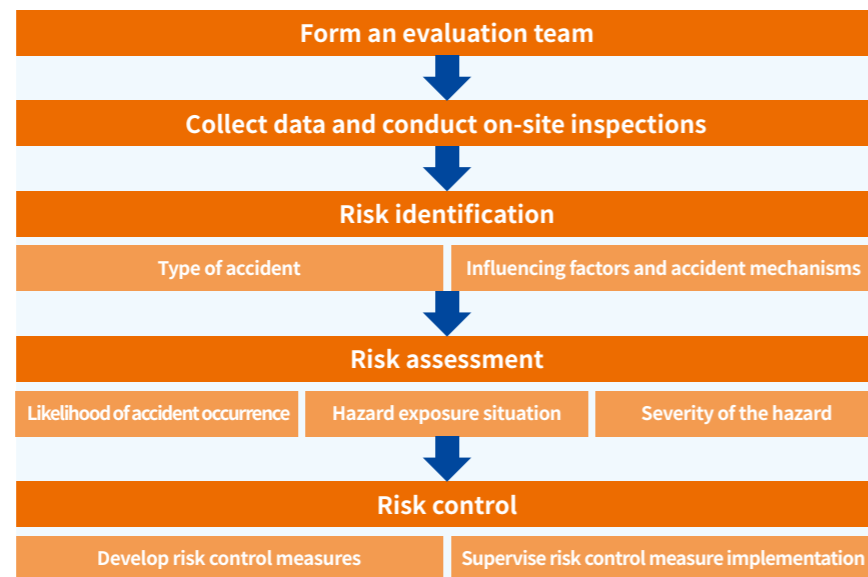 Form an evaluation team
Collect data and conduct on-site inspections
Risk identification
Type of accident
Influencing factors and accident mechanisms
Risk assessment
Likelihood of accident occurrence
Hazard exposure situation
Severity of the hazard
Risk control
Develop risk control measures
Supervise risk control measure implementation